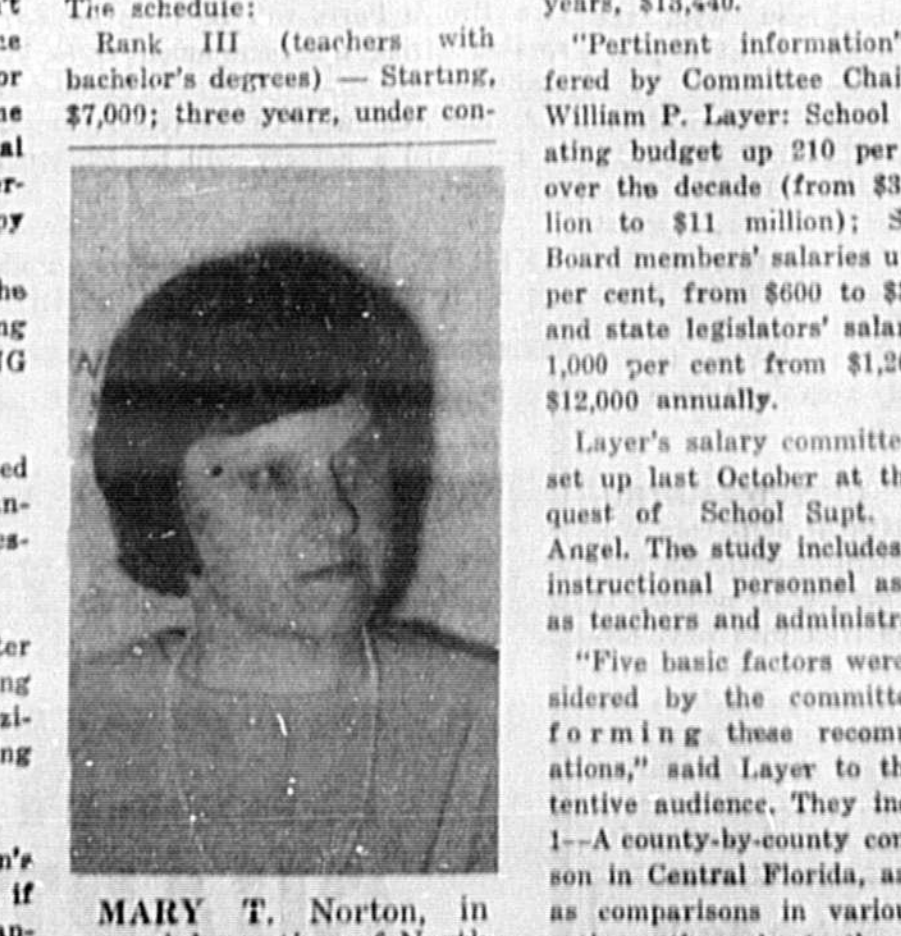 The schedule:
Rank III (teachers with
bachelor's degrees) — Starting,
$7,000; three years, under con-
MARY T. Norton, in
years, $13,440.
"Pertinent information"
fered by Committee Chai
William P. Layer: School
ating budget up 210 per
over the decade (from $3
lion to $11 million); S
Board members' salaries u
per cent, from $600 to $
and state legislators' salar
1,000 per cent from $1,20
$12,000 annually.
Layer's salary committe
set up last October at th
quest of School Supt.
Angel. The study includes
instructional personnel as
as teachers and administr
"Five basic factors were
sidered by the committe
forming these recomm
ations," said Layer to th
tentive audience. They inc
1--A county-by-county com
son in Central Florida, as
as comparisons in variou